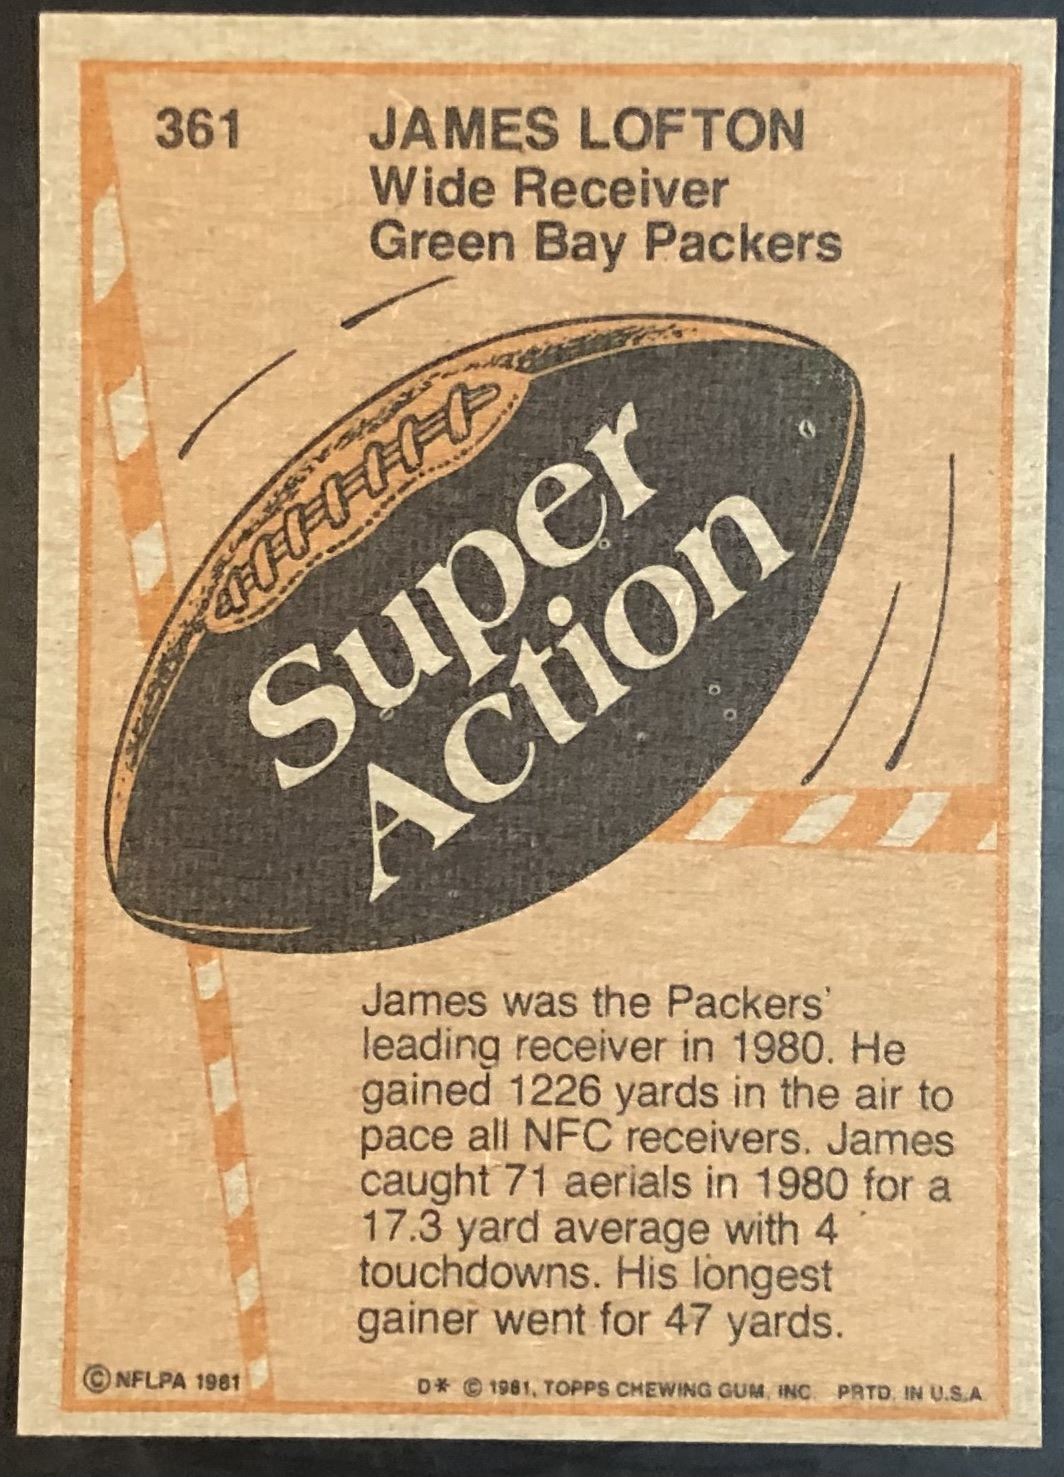 361
JAMES LOFTON
Wide Receiver
Green Bay Packers
Super
Action
James was the Packers'
leading receiver in 1980. He
gained 1226 yards in the air to
pace all NFC receivers. James
caught 71 aerials in 1980 for a
17.3 yard average with 4
touchdowns. His longest
gainer went for 47 yards.
© NFLPA 1981
D* © 1981, TOPPS CHEWING GUM, INC. PRTD. IN U.S.A.